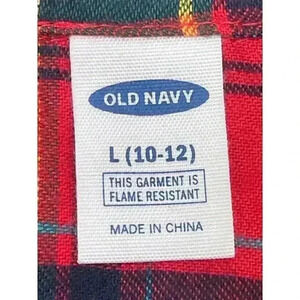 OLD NAVY
L (10-12)
THIS GARMENT IS
FLAME RESISTANT
MADE IN CHINA